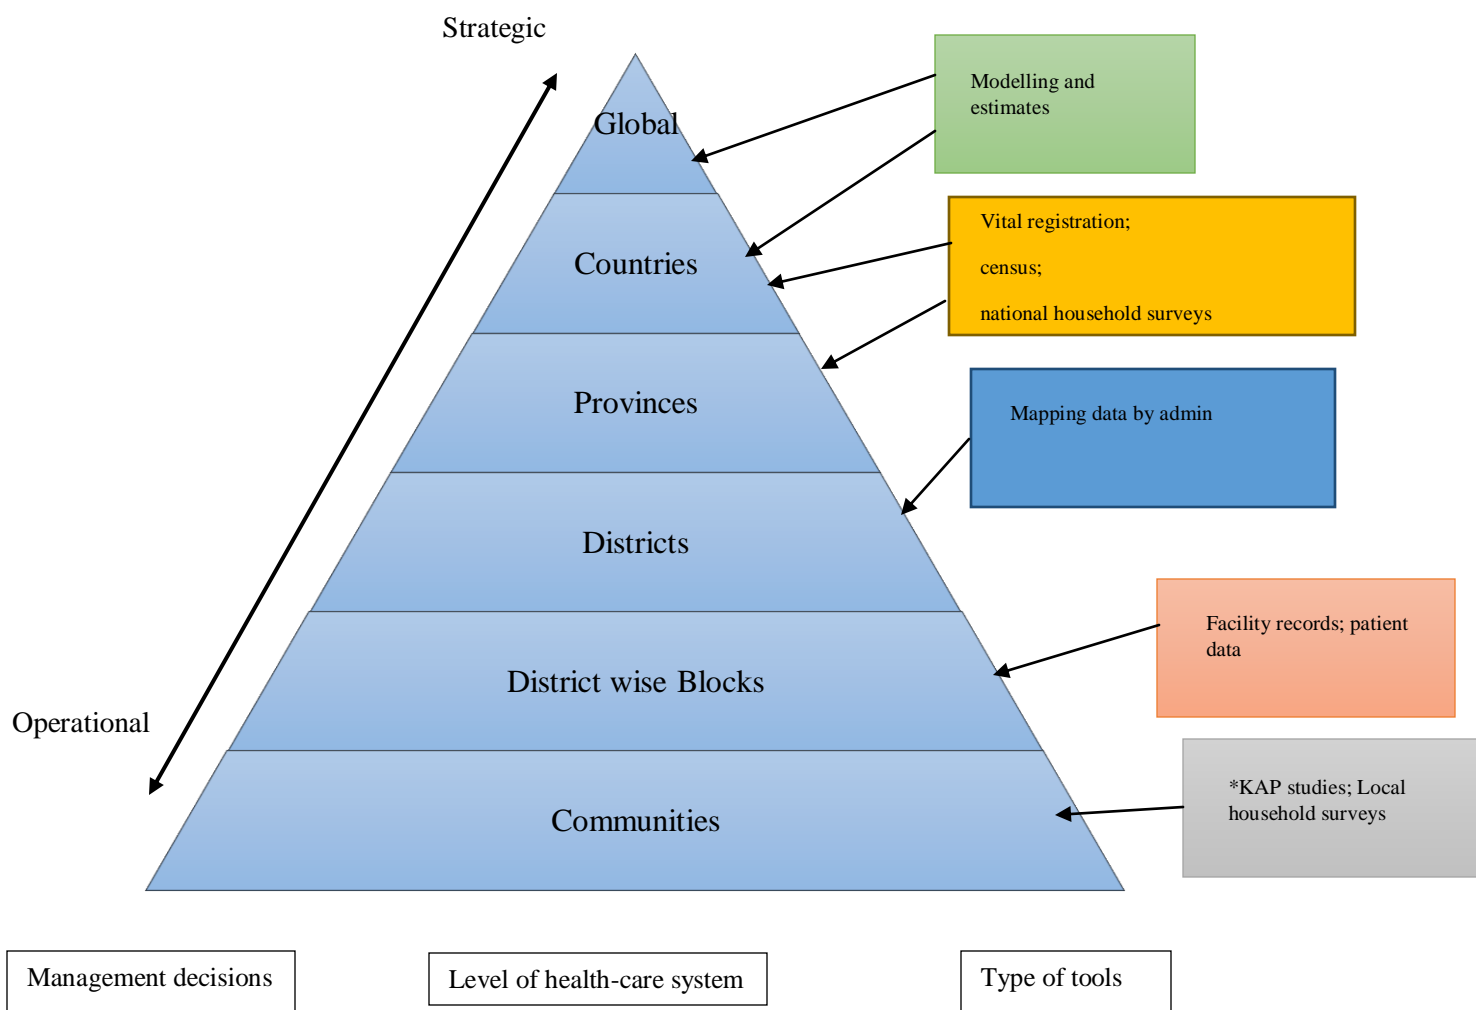 Strategic
Global
Modelling and
estimates
Countries
Vital registration;
census;
national household surveys
Provinces
Mapping data by admin
Districts
District wise Blocks
Facility records; patient
data
Operational
Communities
*KAP studies; Local
household surveys
Management decisions
Level of health-care system
Type of tools